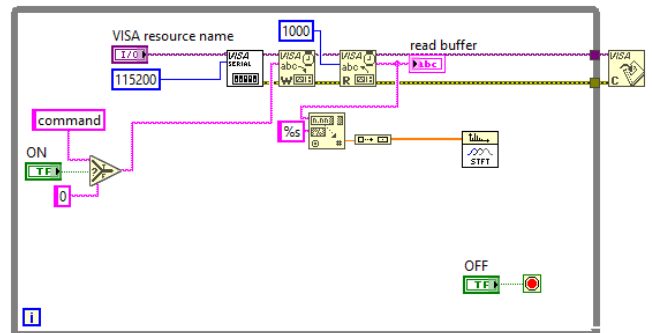 VISA resource name
I/O
115200
VISA
SERIAL
1000
VISA
abc
W
VISA
abc
R
read buffer
abc
VISA
C
command
%s
STFT
ON
TF
?
T
F
0
OFF
TF
i